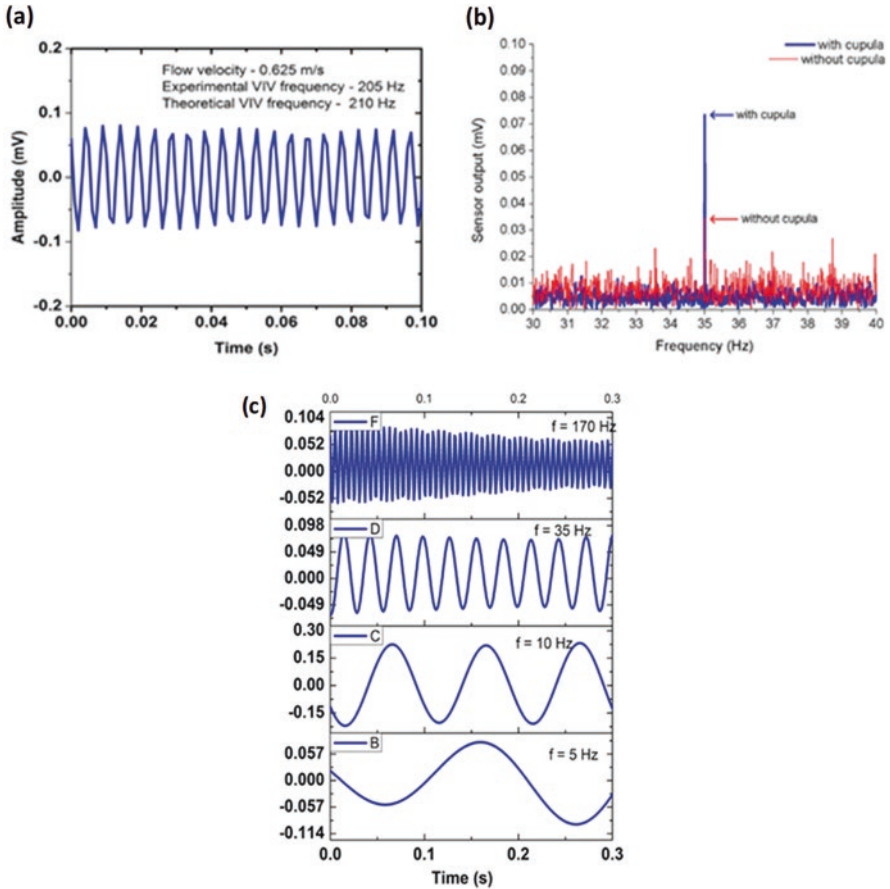 (a)
Flow velocity - 0.625 m/s
Experimental VIV frequency - 205 Hz
Theoretical VIV frequency - 210 Hz
0.2
0.1
0.0
-0.1
-0.2
Amplitude (mV)
0.00 0.02 0.04 0.06 0.08 0.10
Time (s)
(b)
with cupula
without cupula
0.10
0.09
0.08
0.07
0.06
0.05
0.04
0.03
0.02
0.01
0.00
Sensor output (mV)
with cupula
without cupula
30 31 32 33 34 35 36 37 38 39 40
Frequency (Hz)
(c)
0.0 0.1 0.2 0.3
F
f = 170 Hz
0.104
0.052
0.000
-0.052
D
f = 35 Hz
0.098
0.049
0.000
-0.049
C
f = 10 Hz
0.30
0.15
0.00
-0.15
B
f = 5 Hz
0.057
0.000
-0.057
-0.114
0.0 0.1 0.2 0.3
Time (s)